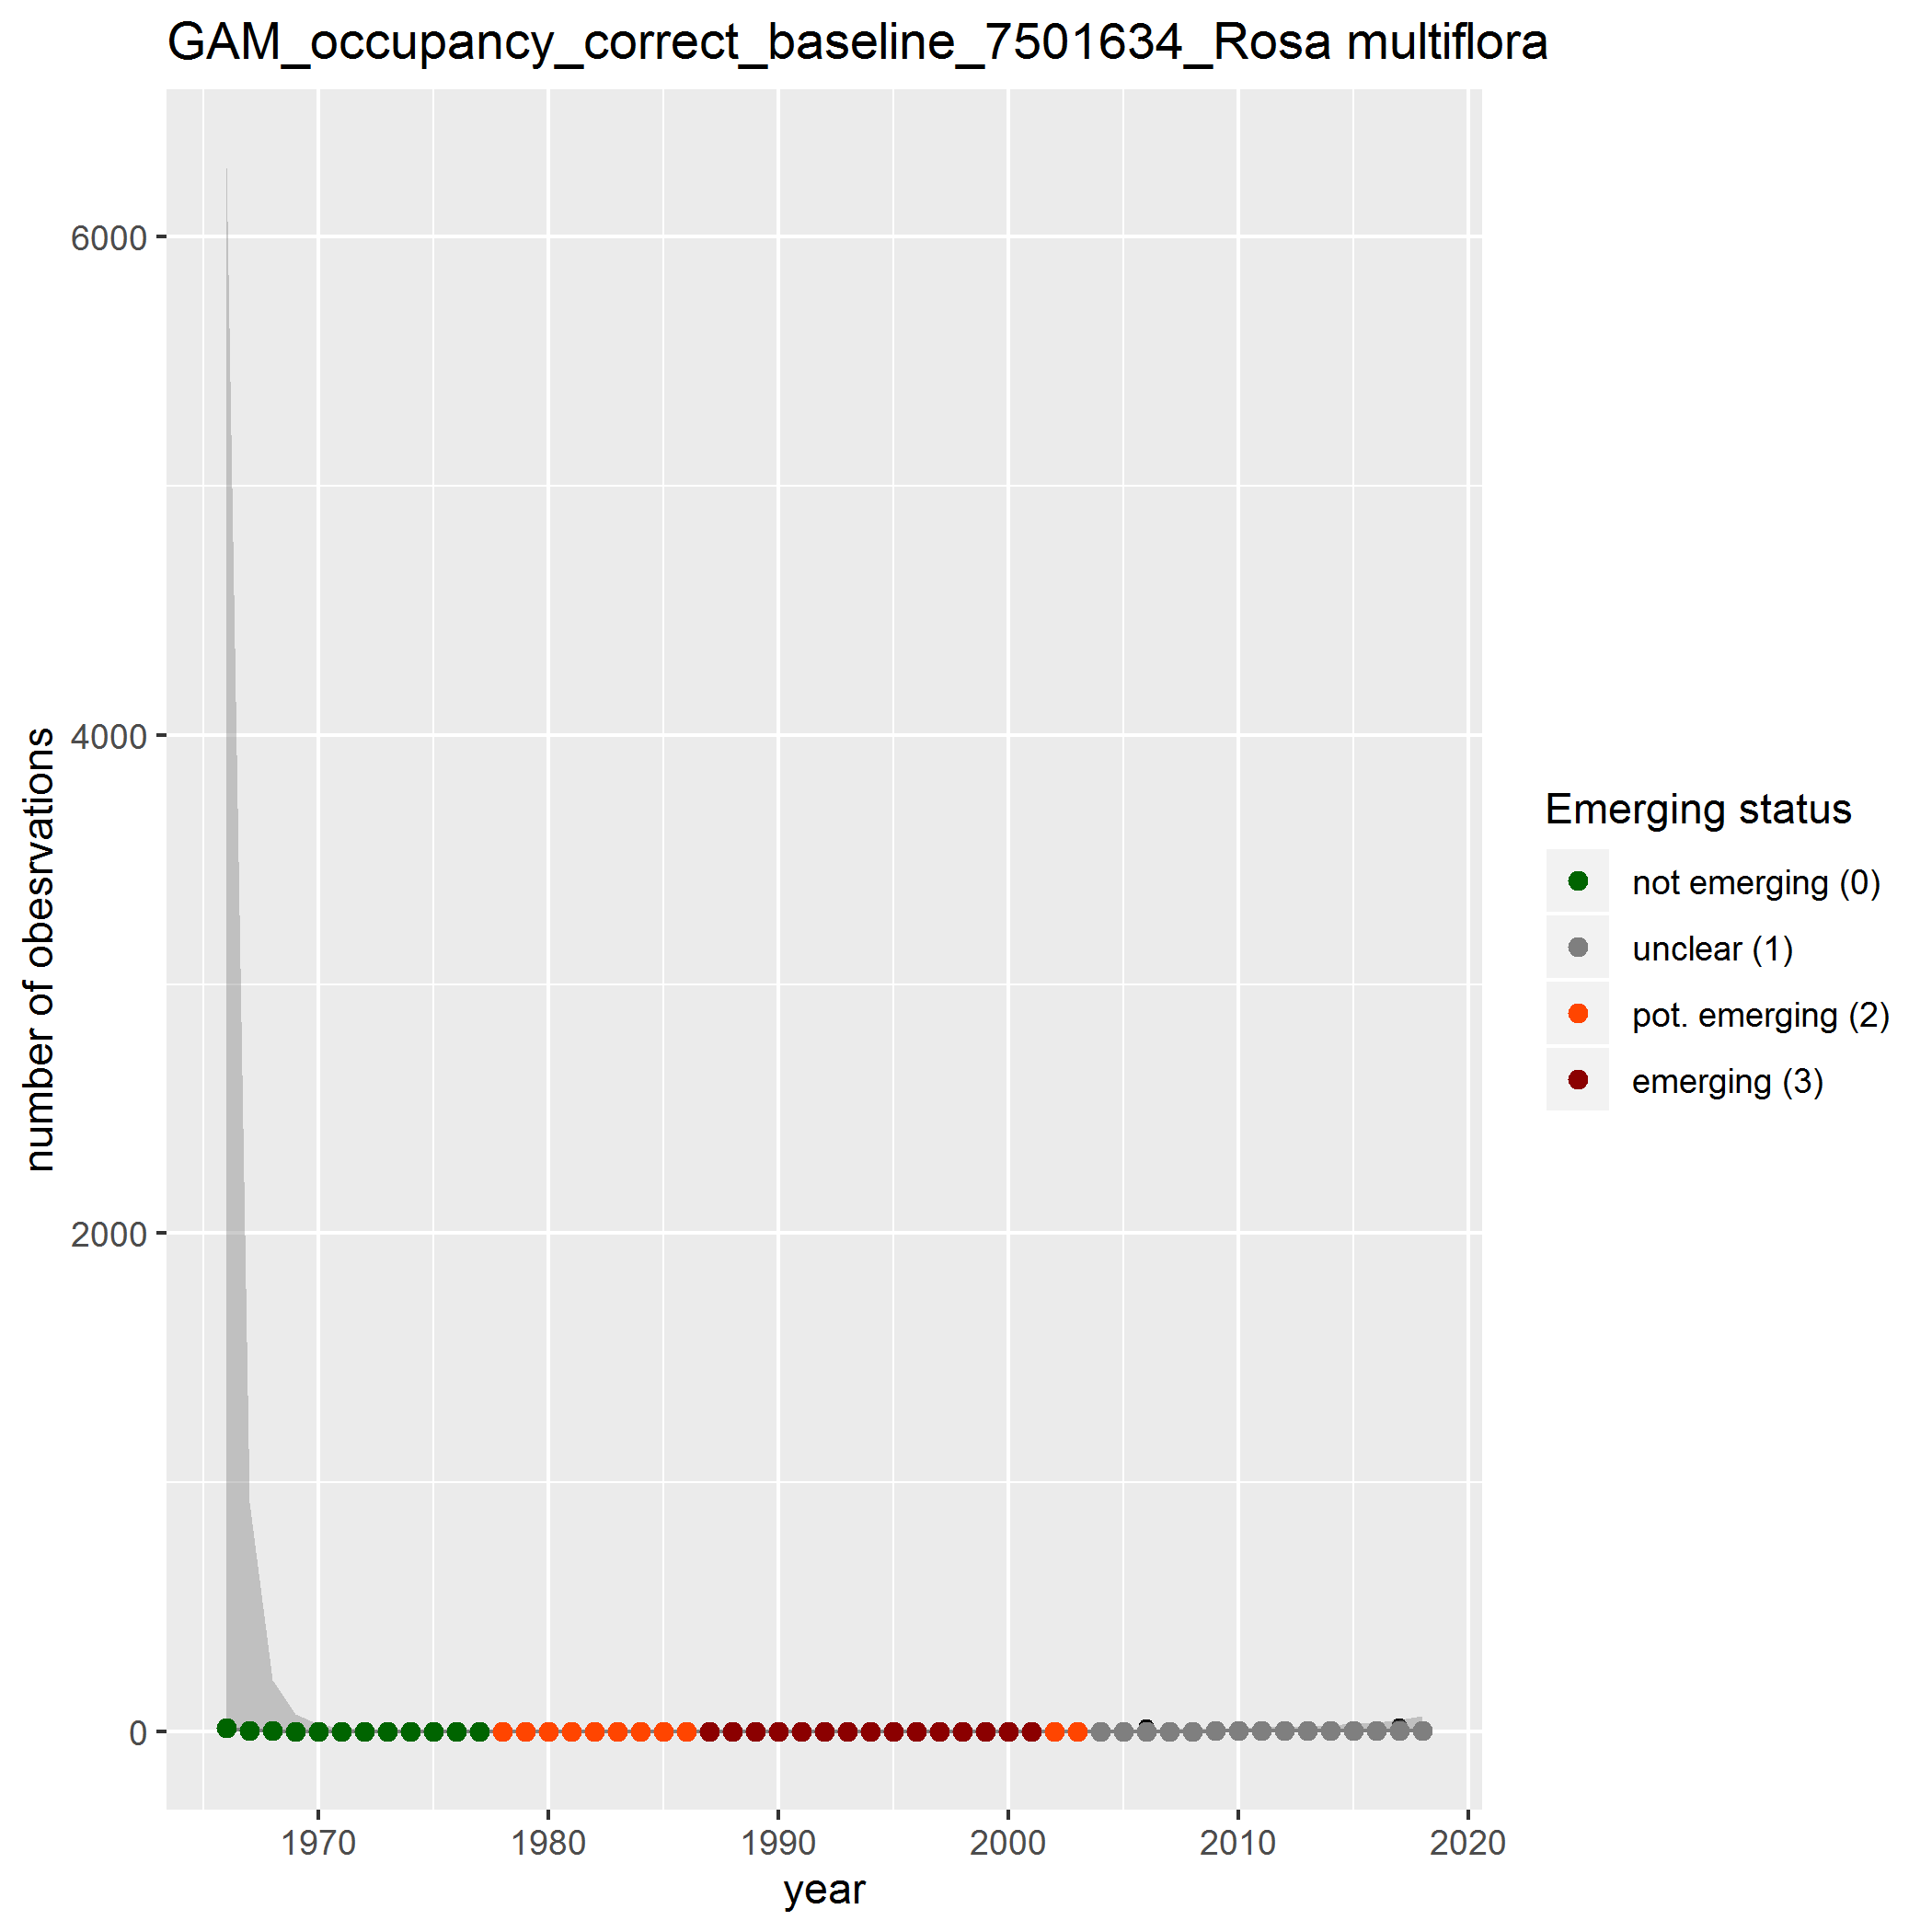 GAM_occupancy_correct_baseline_7501634_Rosa multiflora
6000
4000
2000
0
number of obesrvations
1970
1980
1990
2000
2010
2020
year
Emerging status
not emerging (0)
unclear (1)
pot. emerging (2)
emerging (3)